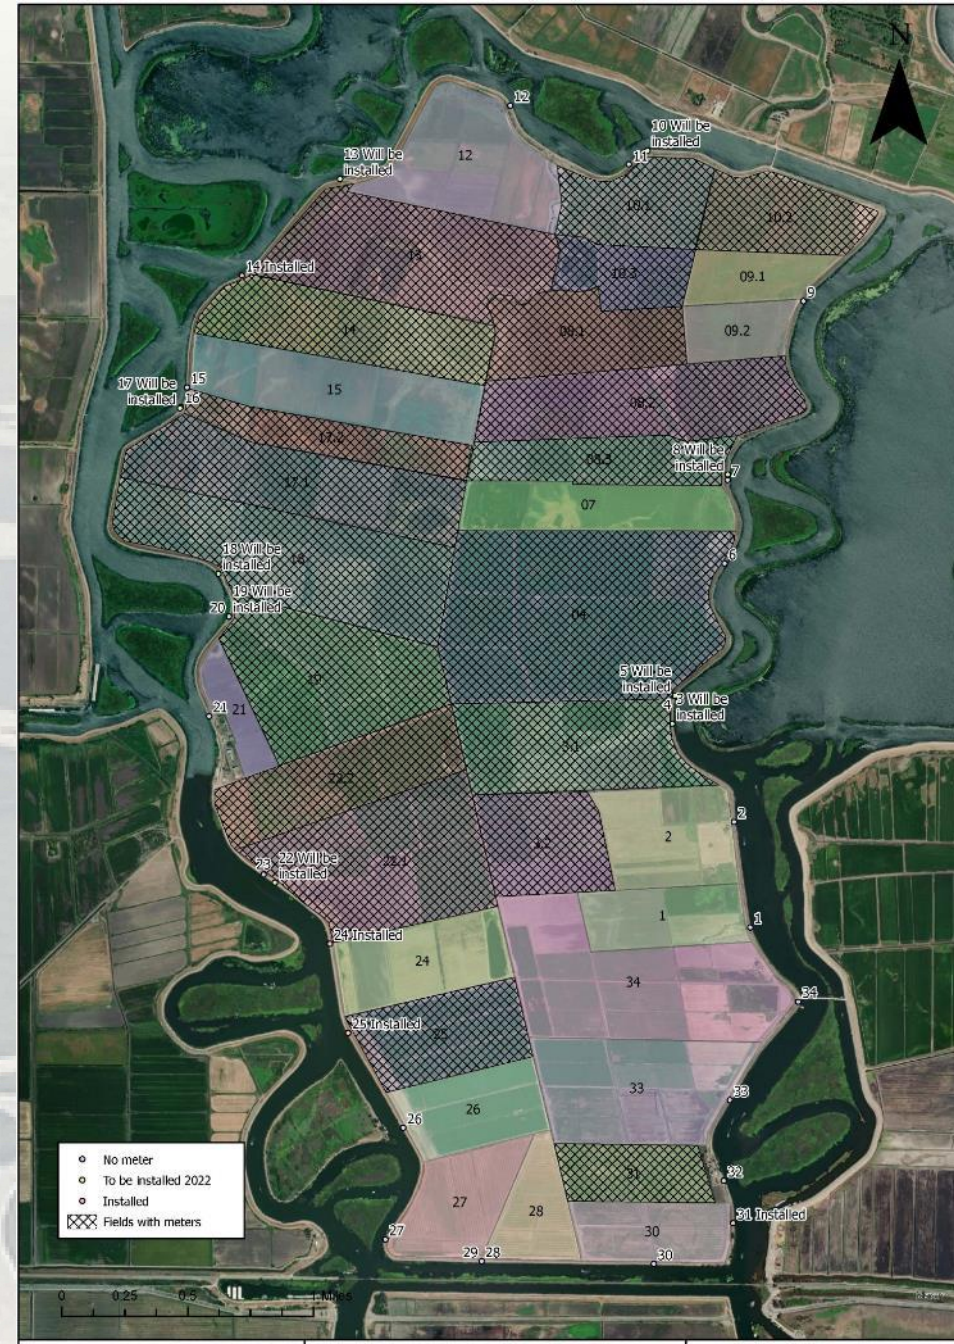 N
12
10 Will be
installed
11
13 Will be
installed
12
10.1
10.2
13
14 Installed
10.3
09.1
9
14
08.1
09.2
15
17 Will be
installed
15
16
08.2
17.2
8 Will be
installed
7
08.3
07
18 Will be
installed
18
6
19 Will be
installed
20
04
5 Will be
installed
19
3 Will be
installed
4
21
21
3.1
22.2
2
2
3.2
23
22 Will be
installed
22.1
1
1
24 Installed
24
34
34
25 Installed
25
33
33
26
26
31
32
27
28
31 Installed
30
27
29
28
30
No meter
To be installed 2022
Installed
Fields with meters
0
0.25
0.5
1 Miles